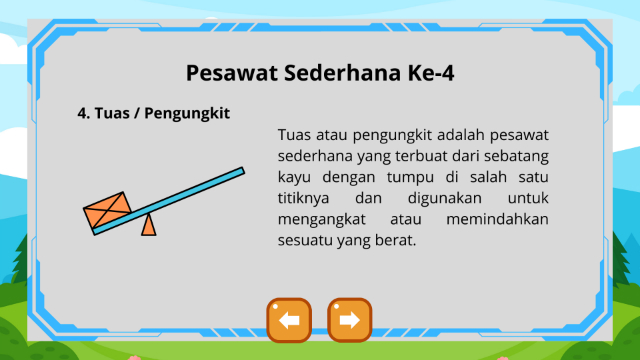 Pesawat Sederhana Ke-4
4. Tuas / Pengungkit
Tuas atau pengungkit adalah pesawat
sederhana yang terbuat dari sebatang
kayu dengan tumpu di salah satu
titiknya dan digunakan untuk
mengangkat atau memindahkan
sesuatu yang berat.